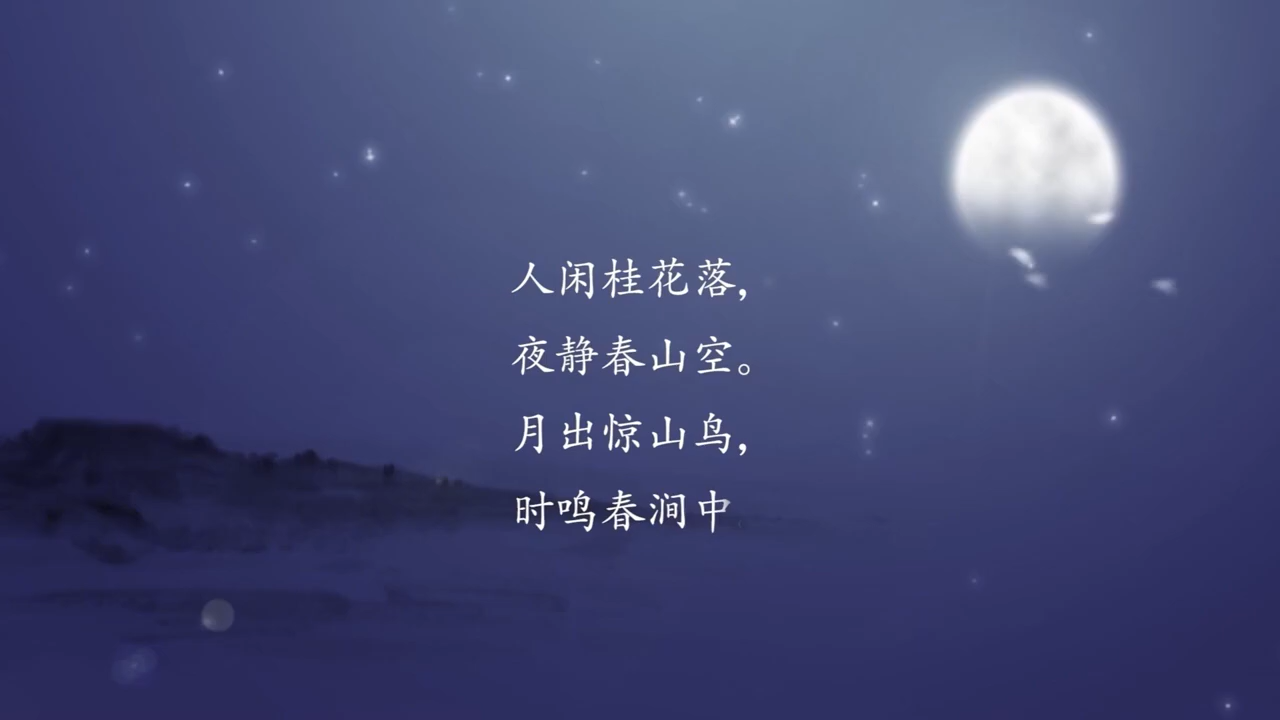 人闲桂花落，
夜静春山空。
月出惊山鸟，
时鸣春涧中